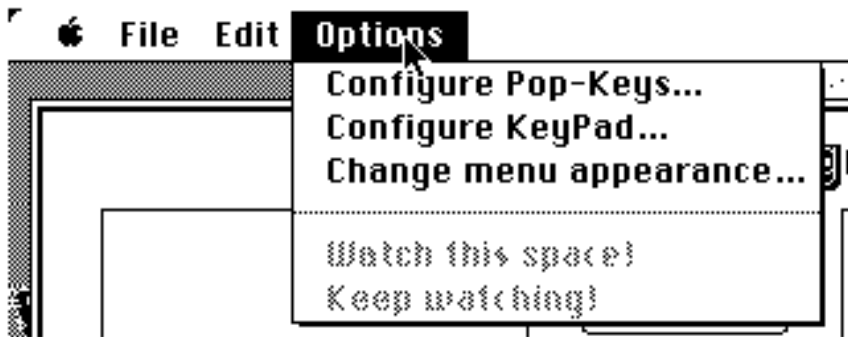 File Edit Options
Configure Pop-Keys...
Configure KeyPad...
Change menu appearance...
Watch this space!
Keep watching!